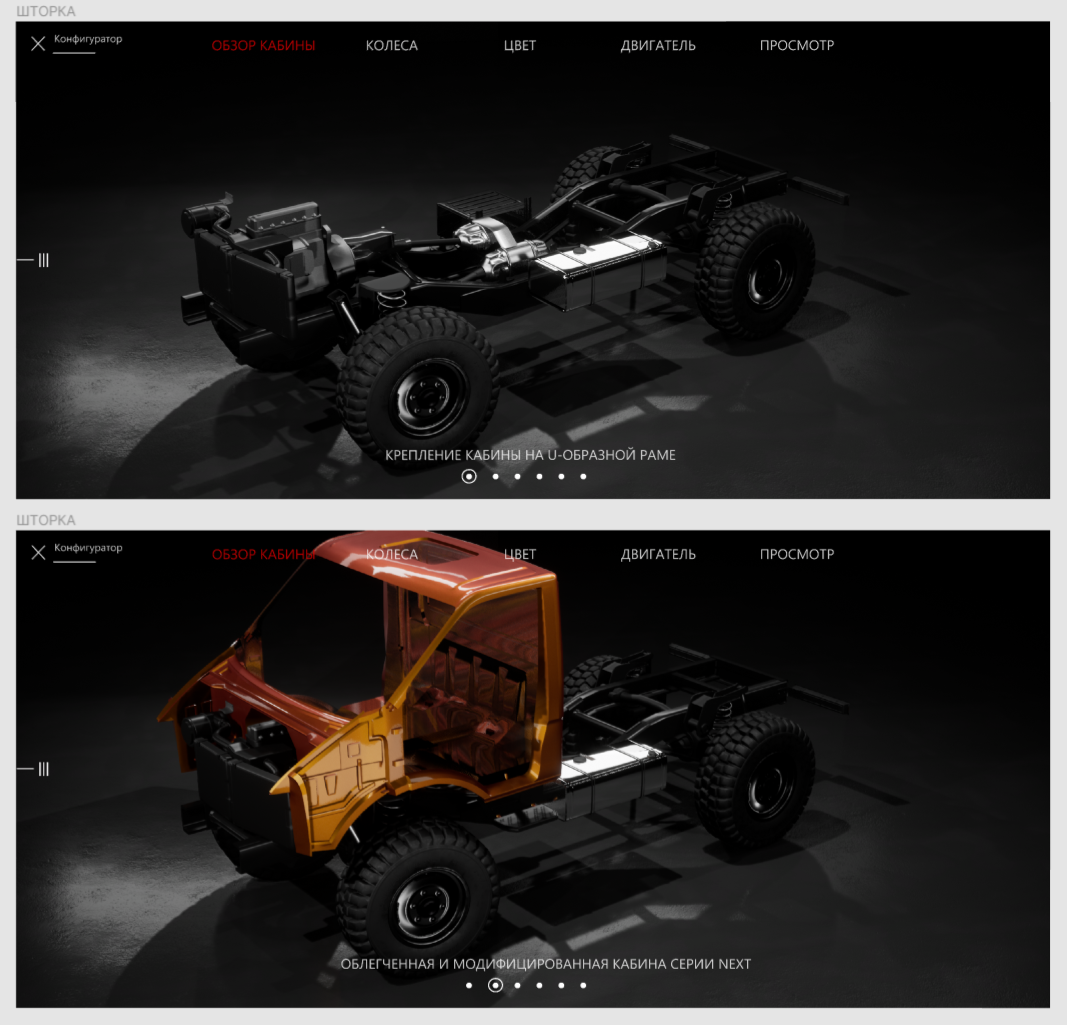 ШТОРКА
Конфигуратор
ОБЗОР КАБИНЫ КОЛЕСА ЦВЕТ ДВИГАТЕЛЬ ПРОСМОТР
КРЕПЛЕНИЕ КАБИНЫ НА U-ОБРАЗНОЙ РАМЕ
ШТОРКА
Конфигуратор
ОБЗОР КАБИНЫ КОЛЕСА ЦВЕТ ДВИГАТЕЛЬ ПРОСМОТР
ОБЛЕГЧЕННАЯ И МОДИФИЦИРОВАННАЯ КАБИНА СЕРИИ NEXT